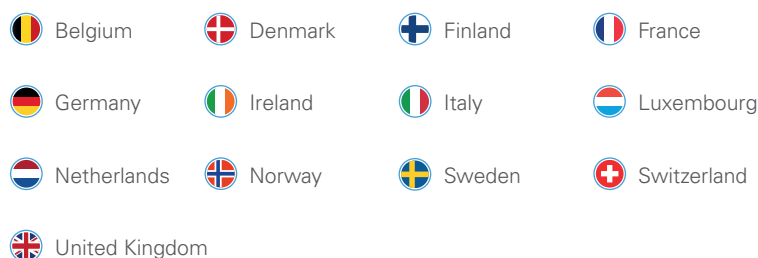 Belgium Denmark Finland France
Germany Ireland Italy Luxembourg
Netherlands Norway Sweden Switzerland
United Kingdom